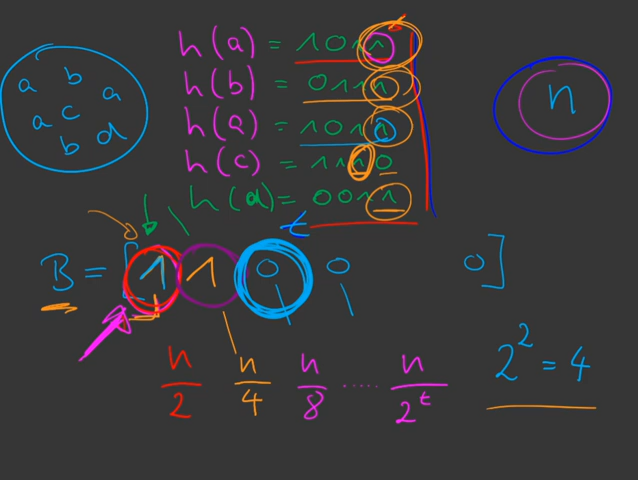 a b a
a c
b d
h(a) = 1011
h(b) = 0111
h(a) = 1011
h(c) = 1110
h(d) = 0011
n
t
B = [ 1 1 0 0 0 ]
n/2 n/4 n/8 ..... n/2^t
2^2 = 4